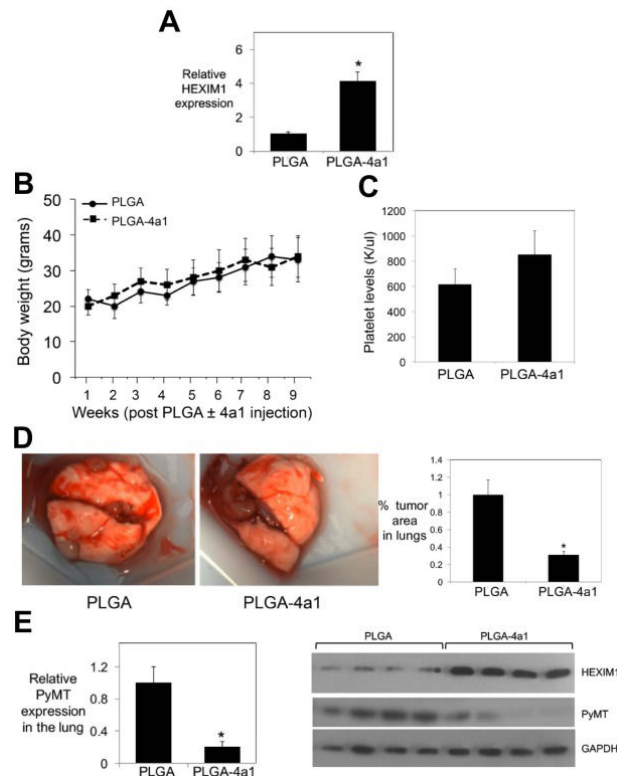 A
Relative
HEXIM1
expression
6
4
2
0
*
PLGA
PLGA-4a1
B
PLGA
PLGA-4a1
Body weight (grams)
50
40
30
20
10
0
1 2 3 4 5 6 7 8 9
Weeks (post PLGA ± 4a1 injection)
C
Platelet levels (K/ul)
1200
1000
800
600
400
200
0
PLGA
PLGA-4a1
D
PLGA
PLGA-4a1
% tumor
area
in lungs
1.4
1.2
1
0.8
0.4
0
*
PLGA
PLGA-4a1
E
Relative
PyMT
expression
in the lung
1.2
0.8
0.4
0
*
PLGA
PLGA-4a1
PLGA
PLGA-4a1
HEXIM1
PyMT
GAPDH